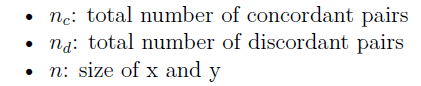 • n_c: total number of concordant pairs
• n_d: total number of discordant pairs
• n: size of x and y